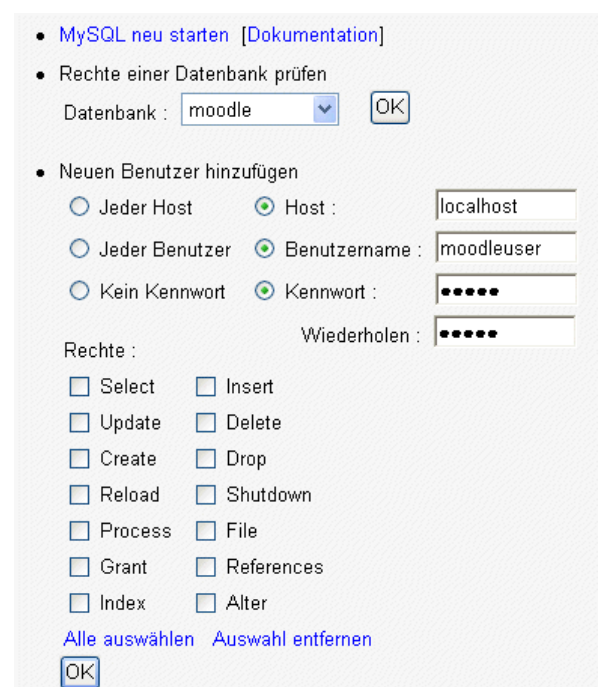 MySQL neu starten [Dokumentation]
Rechte einer Datenbank prüfen
Datenbank : moodle OK
Neuen Benutzer hinzufügen
Jeder Host Host : localhost
Jeder Benutzer Benutzername : moodleuser
Kein Kennwort Kennwort : •••••
Wiederholen : •••••
Rechte :
Select Insert
Update Delete
Create Drop
Reload Shutdown
Process File
Grant References
Index Alter
Alle auswählen Auswahl entfernen
OK